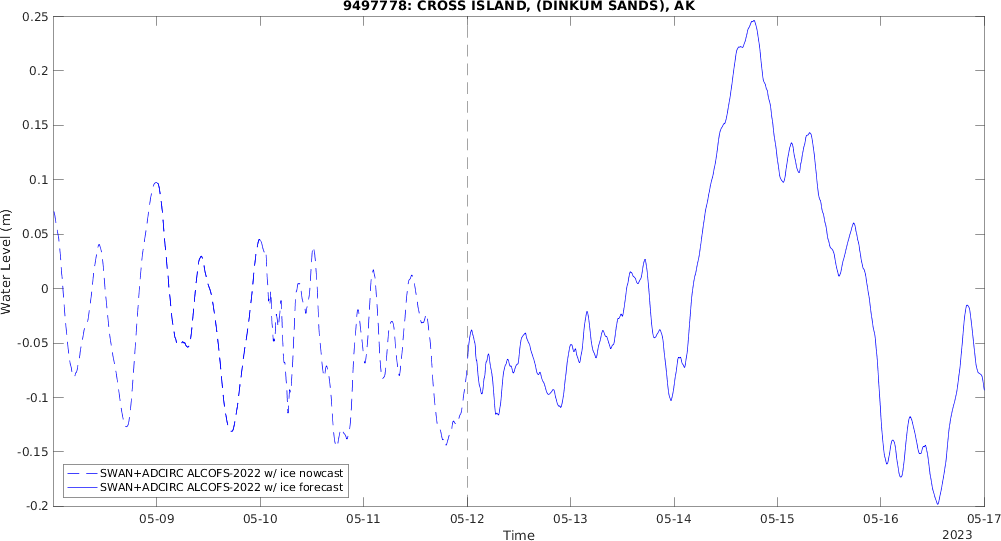 9497778: CROSS ISLAND, (DINKUM SANDS), AK
Water Level (m)
0.25
0.2
0.15
0.1
0.05
0
-0.05
-0.1
-0.15
-0.2
SWAN+ADCIRC ALCOFS-2022 w/ ice nowcast
SWAN+ADCIRC ALCOFS-2022 w/ ice forecast
05-09 05-10 05-11 05-12 05-13 05-14 05-15 05-16 05-17
Time
2023